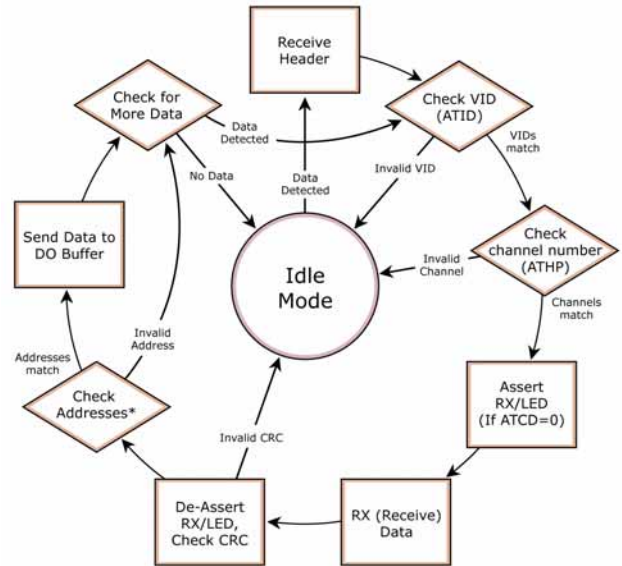 Receive
Header
Check for
More Data
Check VID
(ATID)
Data
Detected
VIDs
match
No Data
Data
Detected
Invalid VID
Send Data to
DO Buffer
Check
channel number
(ATHP)
Idle
Mode
Invalid
Channel
Channels
match
Invalid
Address
Addresses
match
Check
Addresses*
Assert
RX/LED
(If ATCD=0)
Invalid CRC
De-Assert
RX/LED,
Check CRC
RX (Receive)
Data